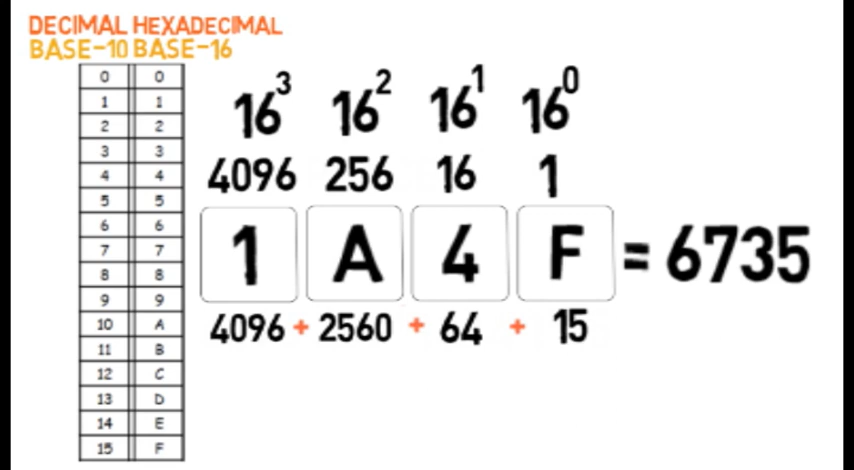 DECIMAL HEXADECIMAL
BASE-10 BASE-16
0 0
1 1
2 2
3 3
4 4
5 5
6 6
7 7
8 8
9 9
10 A
11 B
12 C
13 D
14 E
15 F
16³ 16² 16¹ 16⁰
4096 256 16 1
1 A 4 F = 6735
4096 + 2560 + 64 + 15